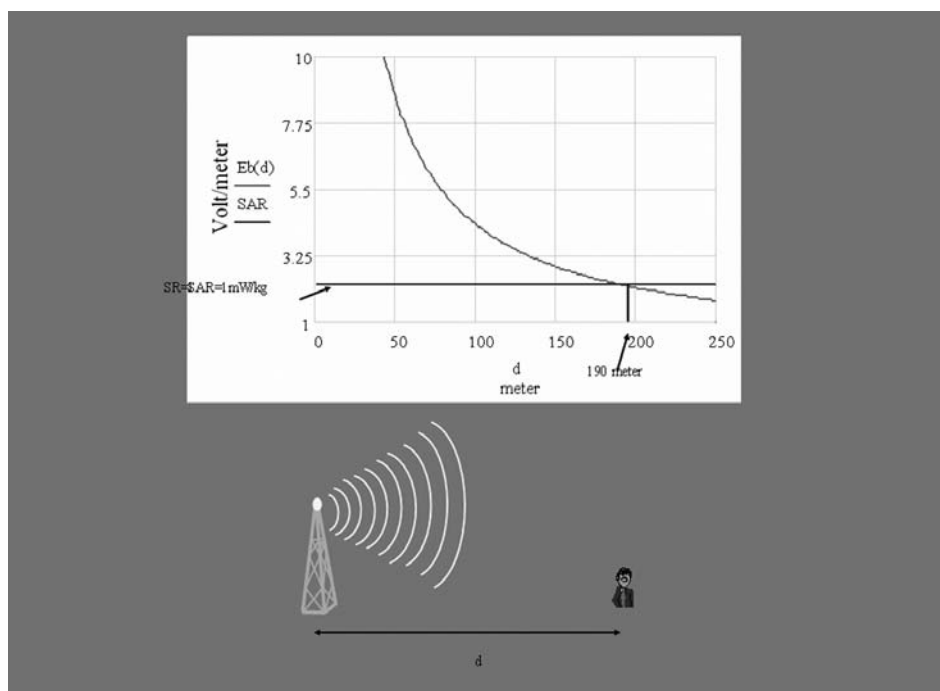 10
7.75
Volt/meter
Eb(d)
5.5
SAR
3.25
SR=SAR=4mW/kg
1
0 50 100 150 200 250
d
meter
190 meter
d